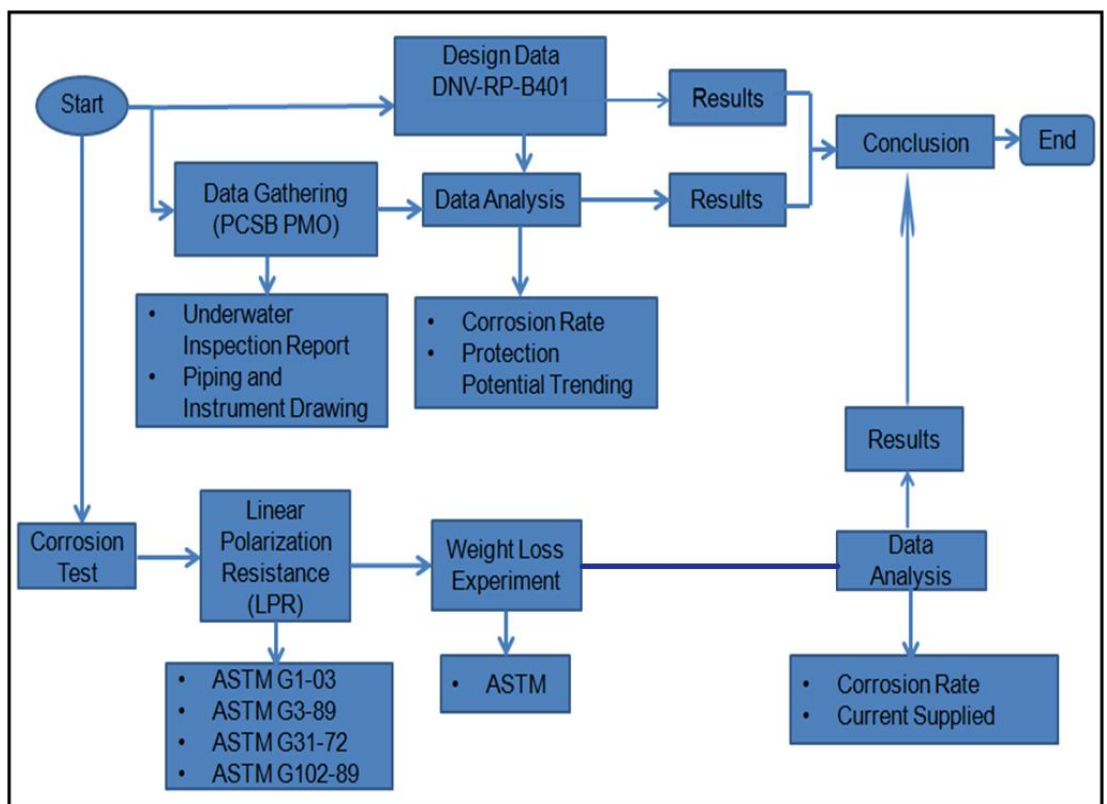 Start
Design Data
DNV-RP-B401
Results
Conclusion
End
Data Gathering
(PCSB PMO)
Data Analysis
Results
• Underwater
Inspection Report
• Piping and
Instrument Drawing
• Corrosion Rate
• Protection
Potential Trending
Results
Corrosion
Test
Linear
Polarization
Resistance
(LPR)
Weight Loss
Experiment
Data
Analysis
• ASTM G1-03
• ASTM G3-89
• ASTM G31-72
• ASTM G102-89
• ASTM
• Corrosion Rate
• Current Supplied